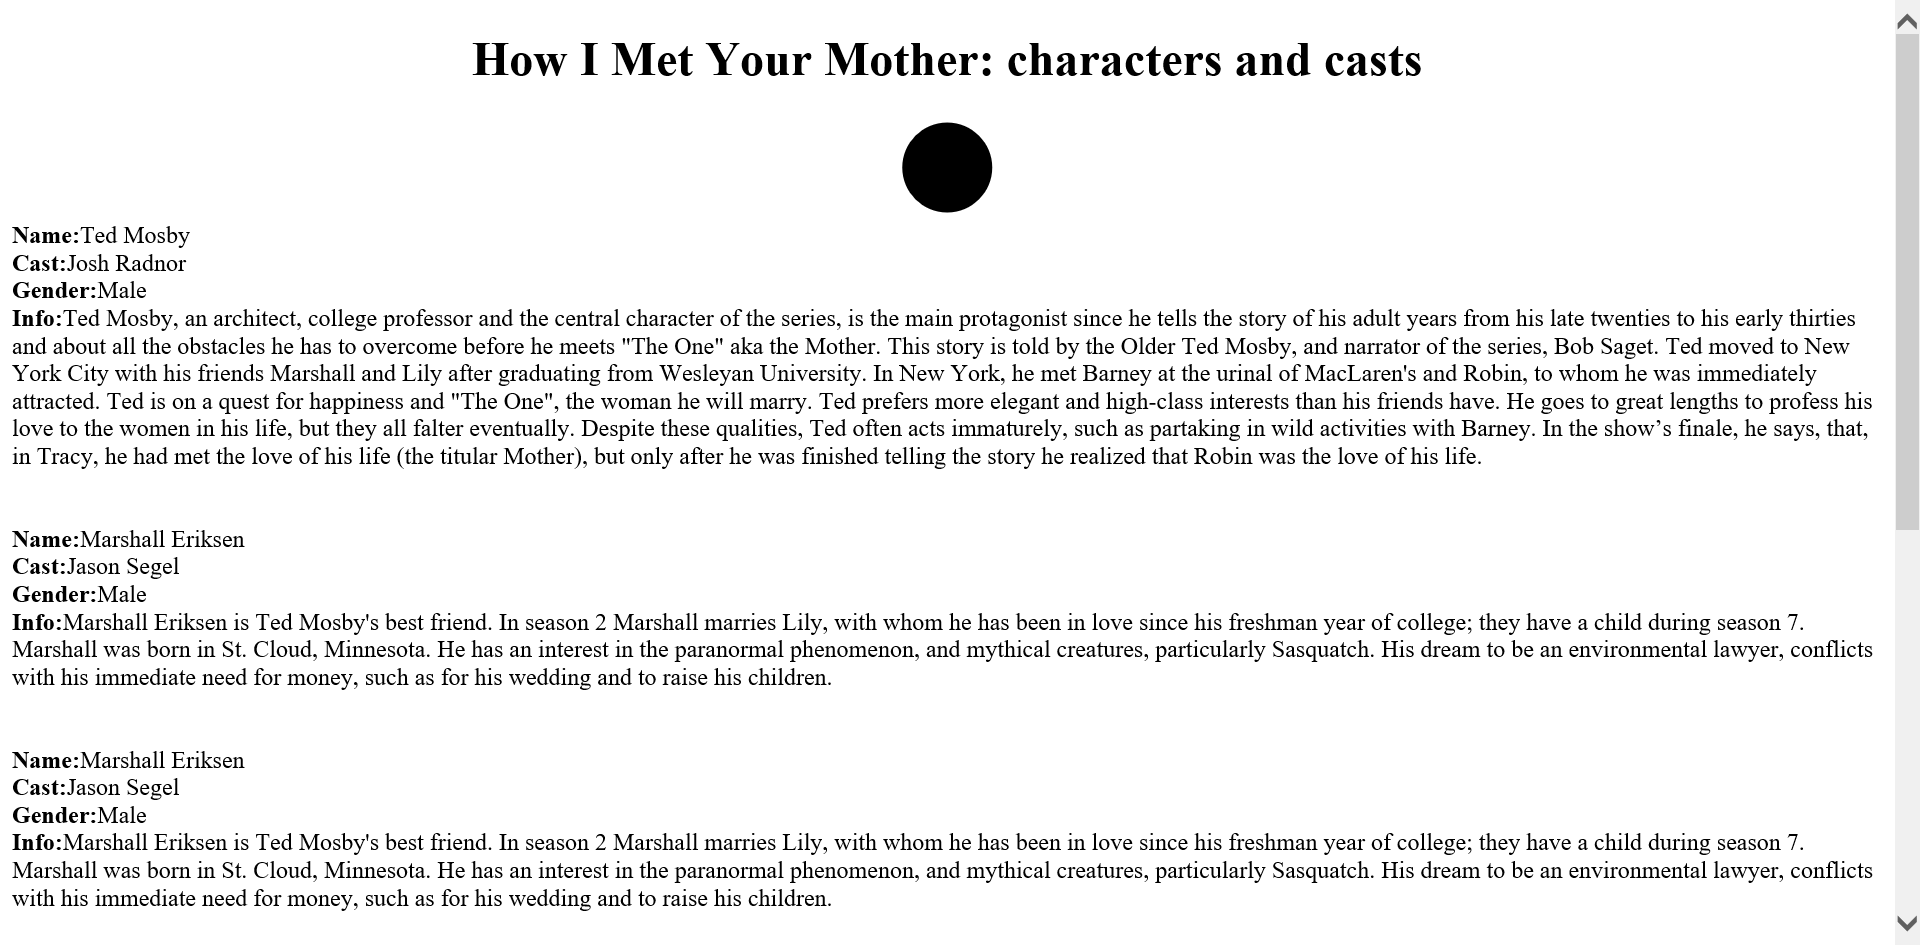 How I Met Your Mother: characters and casts
Name:Ted Mosby
Cast:Josh Radnor
Gender:Male
Info:Ted Mosby, an architect, college professor and the central character of the series, is the main protagonist since he tells the story of his adult years from his late twenties to his early thirties
and about all the obstacles he has to overcome before he meets "The One" aka the Mother. This story is told by the Older Ted Mosby, and narrator of the series, Bob Saget. Ted moved to New
York City with his friends Marshall and Lily after graduating from Wesleyan University. In New York, he met Barney at the urinal of MacLaren's and Robin, to whom he was immediately
attracted. Ted is on a quest for happiness and "The One", the woman he will marry. Ted prefers more elegant and high-class interests than his friends have. He goes to great lengths to profess his
love to the women in his life, but they all falter eventually. Despite these qualities, Ted often acts immaturely, such as partaking in wild activities with Barney. In the show’s finale, he says, that,
in Tracy, he had met the love of his life (the titular Mother), but only after he was finished telling the story he realized that Robin was the love of his life.
Name:Marshall Eriksen
Cast:Jason Segel
Gender:Male
Info:Marshall Eriksen is Ted Mosby's best friend. In season 2 Marshall marries Lily, with whom he has been in love since his freshman year of college; they have a child during season 7.
Marshall was born in St. Cloud, Minnesota. He has an interest in the paranormal phenomenon, and mythical creatures, particularly Sasquatch. His dream to be an environmental lawyer, conflicts
with his immediate need for money, such as for his wedding and to raise his children.
Name:Marshall Eriksen
Cast:Jason Segel
Gender:Male
Info:Marshall Eriksen is Ted Mosby's best friend. In season 2 Marshall marries Lily, with whom he has been in love since his freshman year of college; they have a child during season 7.
Marshall was born in St. Cloud, Minnesota. He has an interest in the paranormal phenomenon, and mythical creatures, particularly Sasquatch. His dream to be an environmental lawyer, conflicts
with his immediate need for money, such as for his wedding and to raise his children.